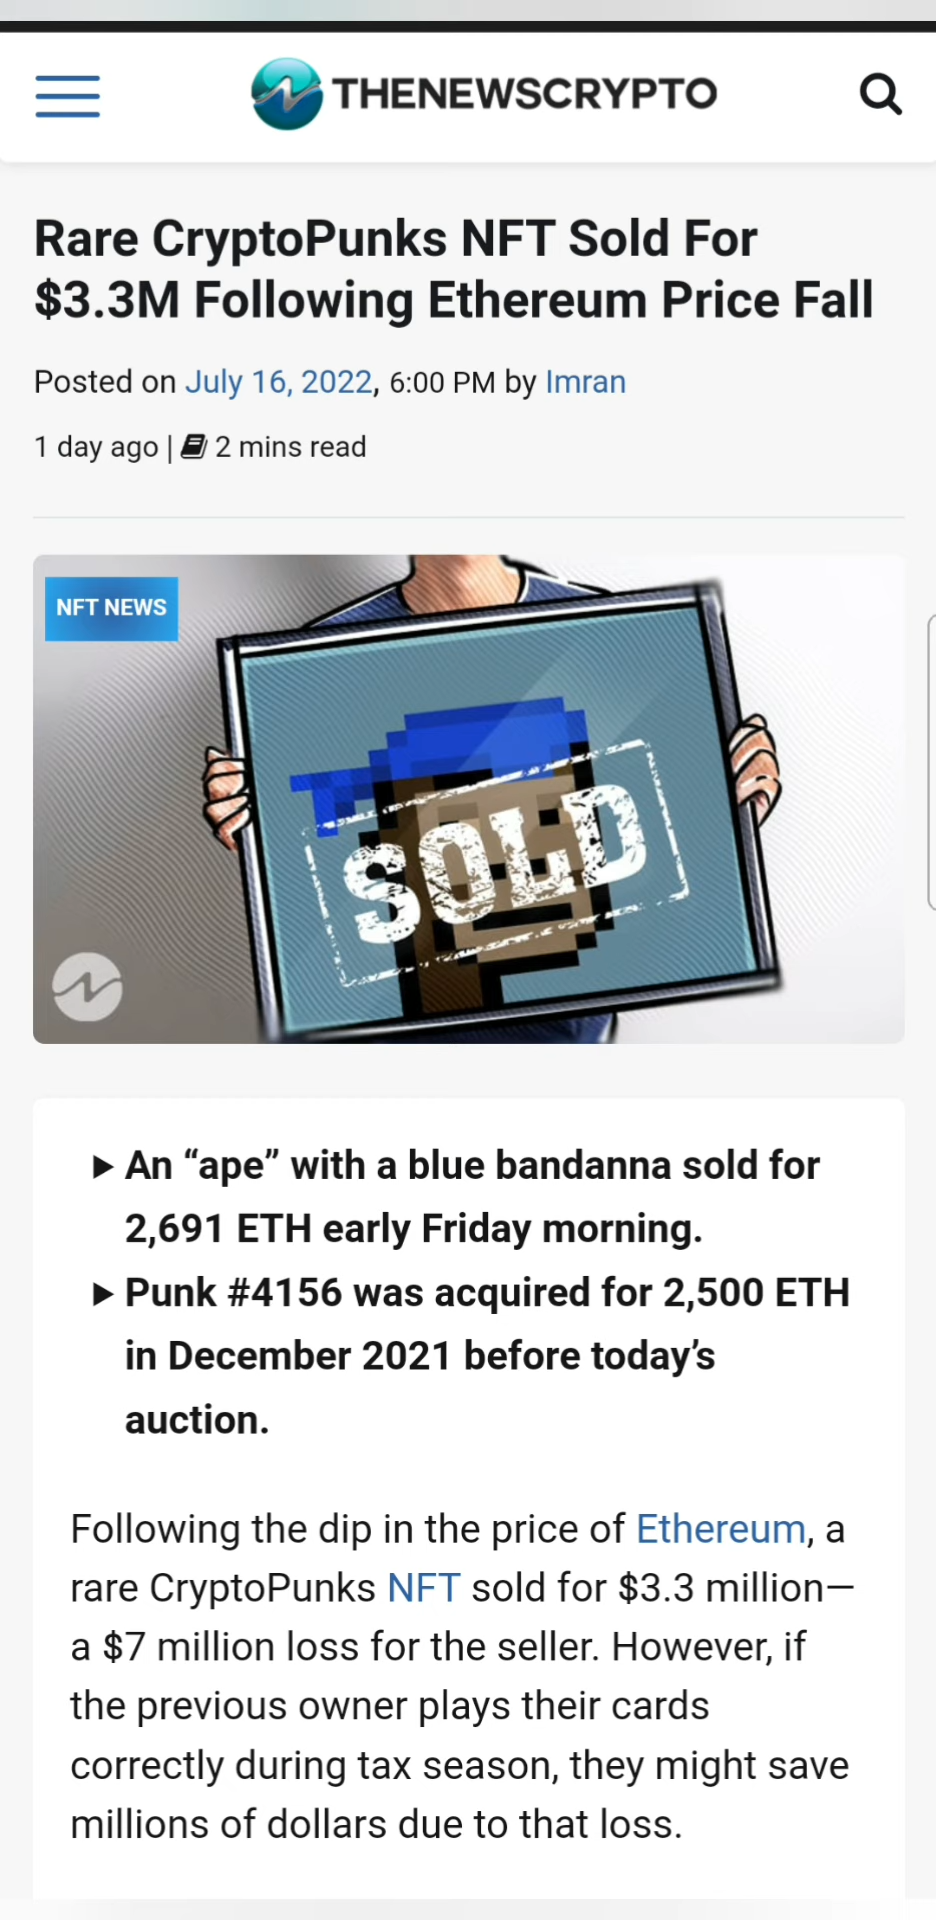 THENEWSCRYPTO
Rare CryptoPunks NFT Sold For
$3.3M Following Ethereum Price Fall
Posted on July 16, 2022, 6:00 PM by Imran
1 day ago | 2 mins read
NFT NEWS
SOLD
▶ An “ape” with a blue bandanna sold for
2,691 ETH early Friday morning.
▶ Punk #4156 was acquired for 2,500 ETH
in December 2021 before today’s
auction.
Following the dip in the price of Ethereum, a
rare CryptoPunks NFT sold for $3.3 million—
a $7 million loss for the seller. However, if
the previous owner plays their cards
correctly during tax season, they might save
millions of dollars due to that loss.